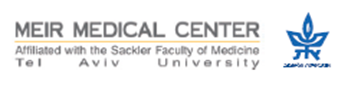 MEIR MEDICAL CENTER
Affiliated with the Sackler Faculty of Medicine
Tel Aviv University